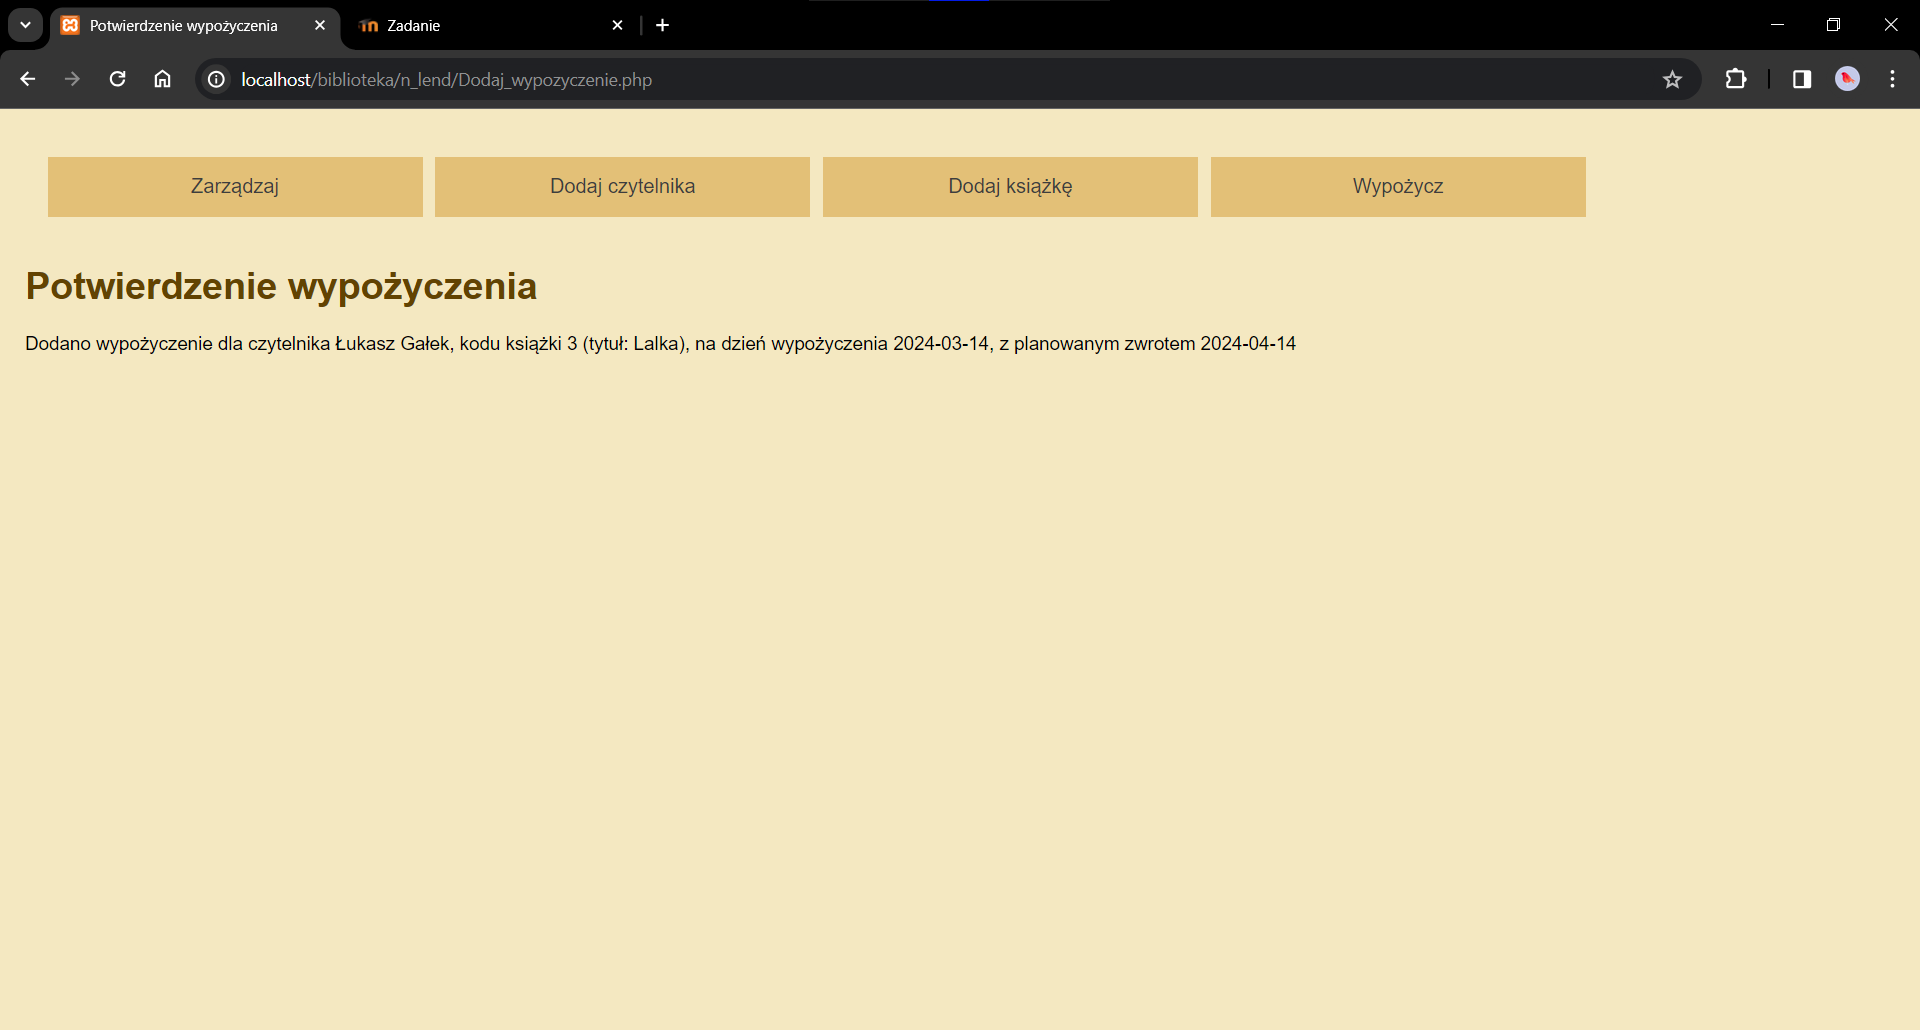 Potwierdzenie wypożyczenia
Zadanie
localhost/biblioteka/n_lend/Dodaj_wypozyczenie.php
Zarządzaj
Dodaj czytelnika
Dodaj książkę
Wypożycz
Potwierdzenie wypożyczenia
Dodano wypożyczenie dla czytelnika Łukasz Gałek, kodu książki 3 (tytuł: Lalka), na dzień wypożyczenia 2024-03-14, z planowanym zwrotem 2024-04-14